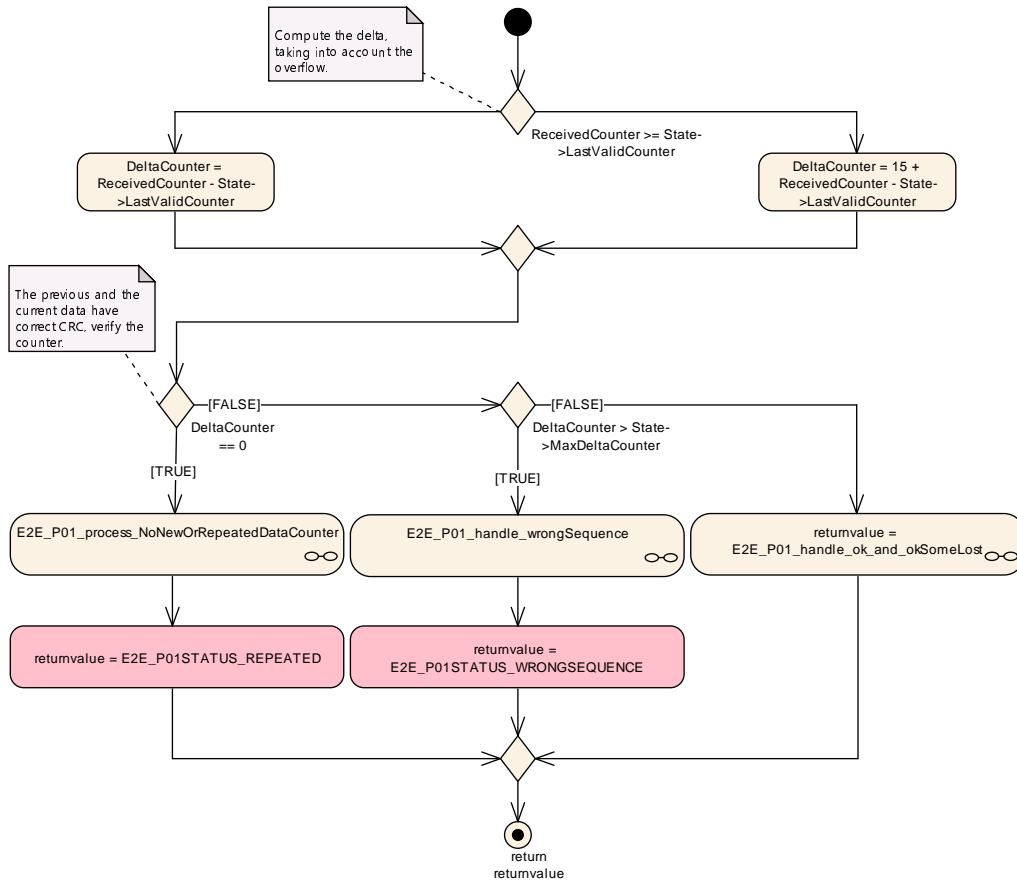 Compute the delta,
taking into account the
overflow.
ReceivedCounter >= State-
>LastValidCounter
DeltaCounter =
ReceivedCounter - State-
>LastValidCounter
DeltaCounter = 15 +
ReceivedCounter - State-
>LastValidCounter
The previous and the
current data have
correct CRC, verify the
counter.
[FALSE]
DeltaCounter
== 0
[TRUE]
[FALSE]
DeltaCounter > State-
>MaxDeltaCounter
[TRUE]
E2E_P01_process_NoNewOrRepeatedDataCounter
E2E_P01_handle_wrongSequence
returnvalue =
E2E_P01_handle_ok_and_okSomeLost
returnvalue = E2E_P01STATUS_REPEATED
returnvalue =
E2E_P01STATUS_WRONGSEQUENCE
return
returnvalue